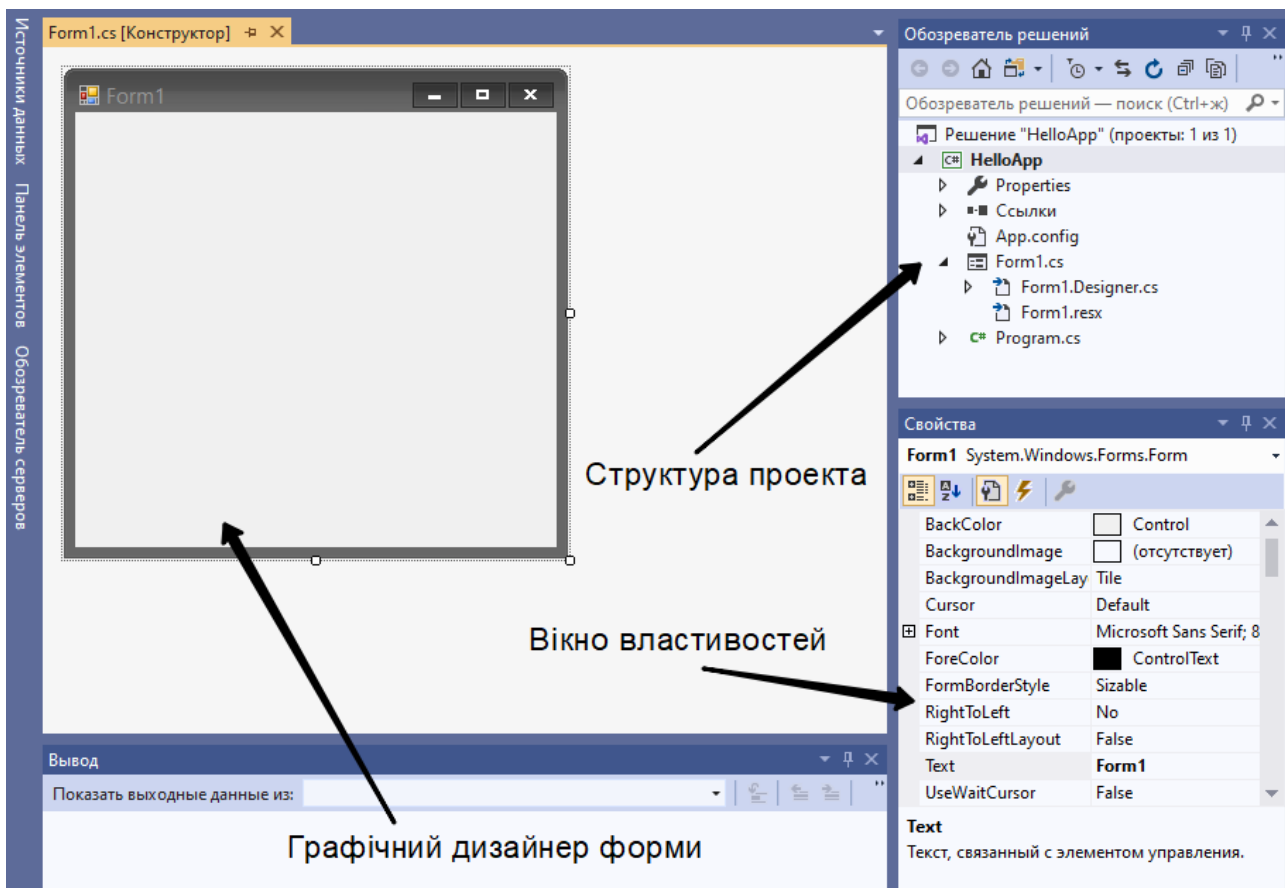 Источники данных
Панель элементов
Обозреватель серверов
Form1.cs [Конструктор]
Form1
Структура проекта
Вікно властивостей
Вывод
Показать выходные данные из:
Графічний дизайнер форми
Обозреватель решений
Обозреватель решений — поиск (Ctrl+ж)
Решение "HelloApp" (проекты: 1 из 1)
C# HelloApp
Properties
Ссылки
App.config
Form1.cs
Form1.Designer.cs
Form1.resx
C# Program.cs
Свойства
Form1 System.Windows.Forms.Form
BackColor Control
BackgroundImage (отсутствует)
BackgroundImageLay Tile
Cursor Default
Font Microsoft Sans Serif; 8
ForeColor ControlText
FormBorderStyle Sizable
RightToLeft No
RightToLeftLayout False
Text Form1
UseWaitCursor False
Text
Текст, связанный с элементом управления.